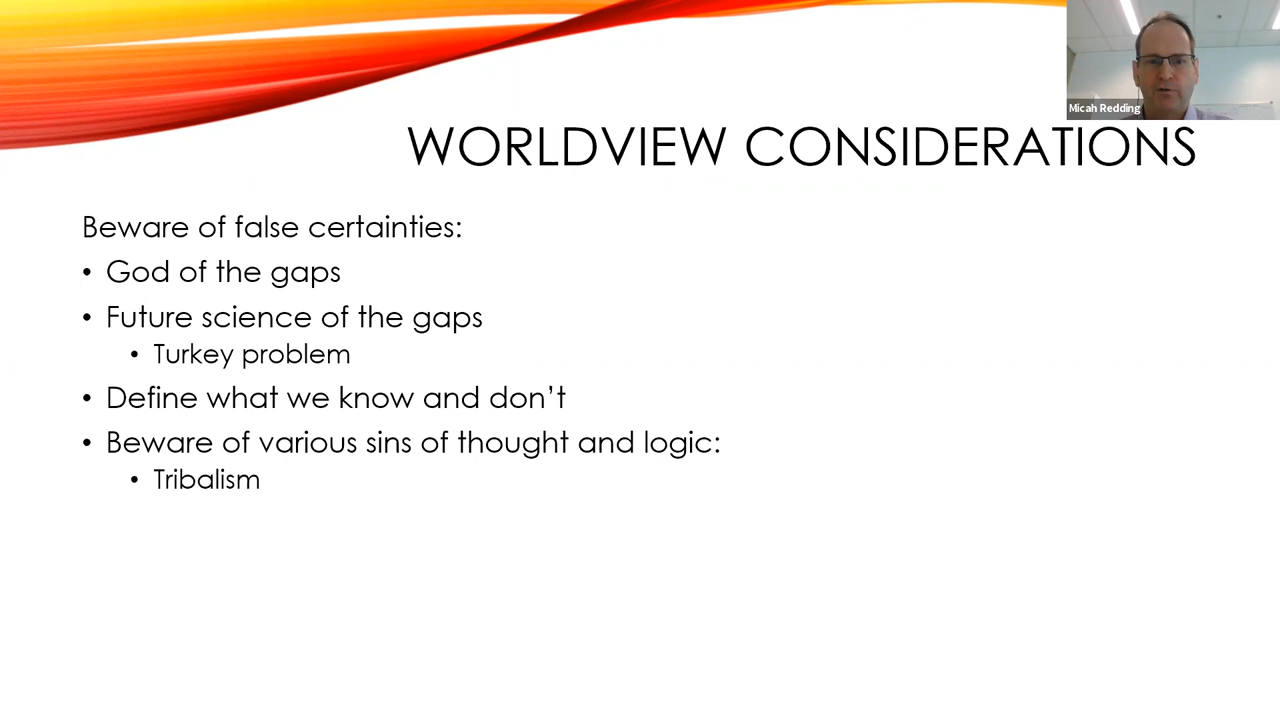 Micah Redding
WORLDVIEW CONSIDERATIONS
Beware of false certainties:
• God of the gaps
• Future science of the gaps
• Turkey problem
• Define what we know and don’t
• Beware of various sins of thought and logic:
• Tribalism